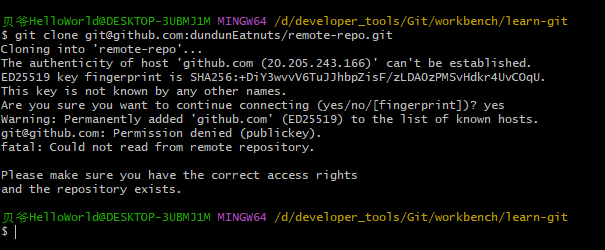 贝爷HelloWorld@DESKTOP-3UBMJ1M MINGW64 /d/developer_tools/Git/workbench/learn-git
$ git clone git@github.com:dundunEatnuts/remote-repo.git
Cloning into 'remote-repo'...
The authenticity of host 'github.com (20.205.243.166)' can't be established.
ED25519 key fingerprint is SHA256:+DiY3wvvV6TuJJhbpZisF/zLDA0zPMSvHdkr4UvCOqU.
This key is not known by any other names.
Are you sure you want to continue connecting (yes/no/[fingerprint])? yes
Warning: Permanently added 'github.com' (ED25519) to the list of known hosts.
git@github.com: Permission denied (publickey).
fatal: Could not read from remote repository.
Please make sure you have the correct access rights
and the repository exists.
贝爷HelloWorld@DESKTOP-3UBMJ1M MINGW64 /d/developer_tools/Git/workbench/learn-git
$